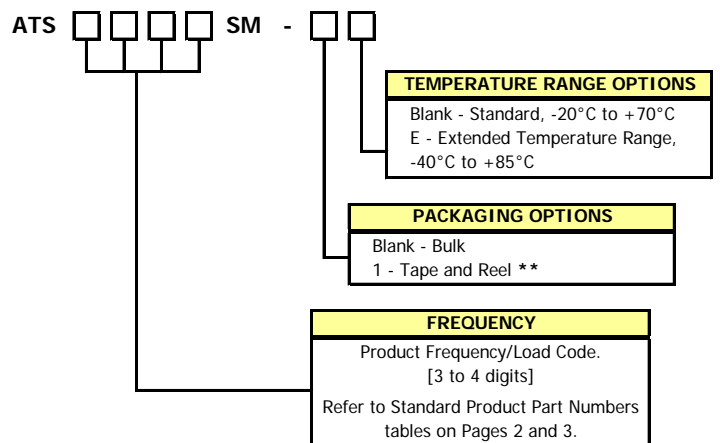 ATS SM -
TEMPERATURE RANGE OPTIONS
Blank - Standard, -20°C to +70°C
E - Extended Temperature Range,
-40°C to +85°C
PACKAGING OPTIONS
Blank - Bulk
1 - Tape and Reel **
FREQUENCY
Product Frequency/Load Code.
[3 to 4 digits]
Refer to Standard Product Part Numbers
tables on Pages 2 and 3.